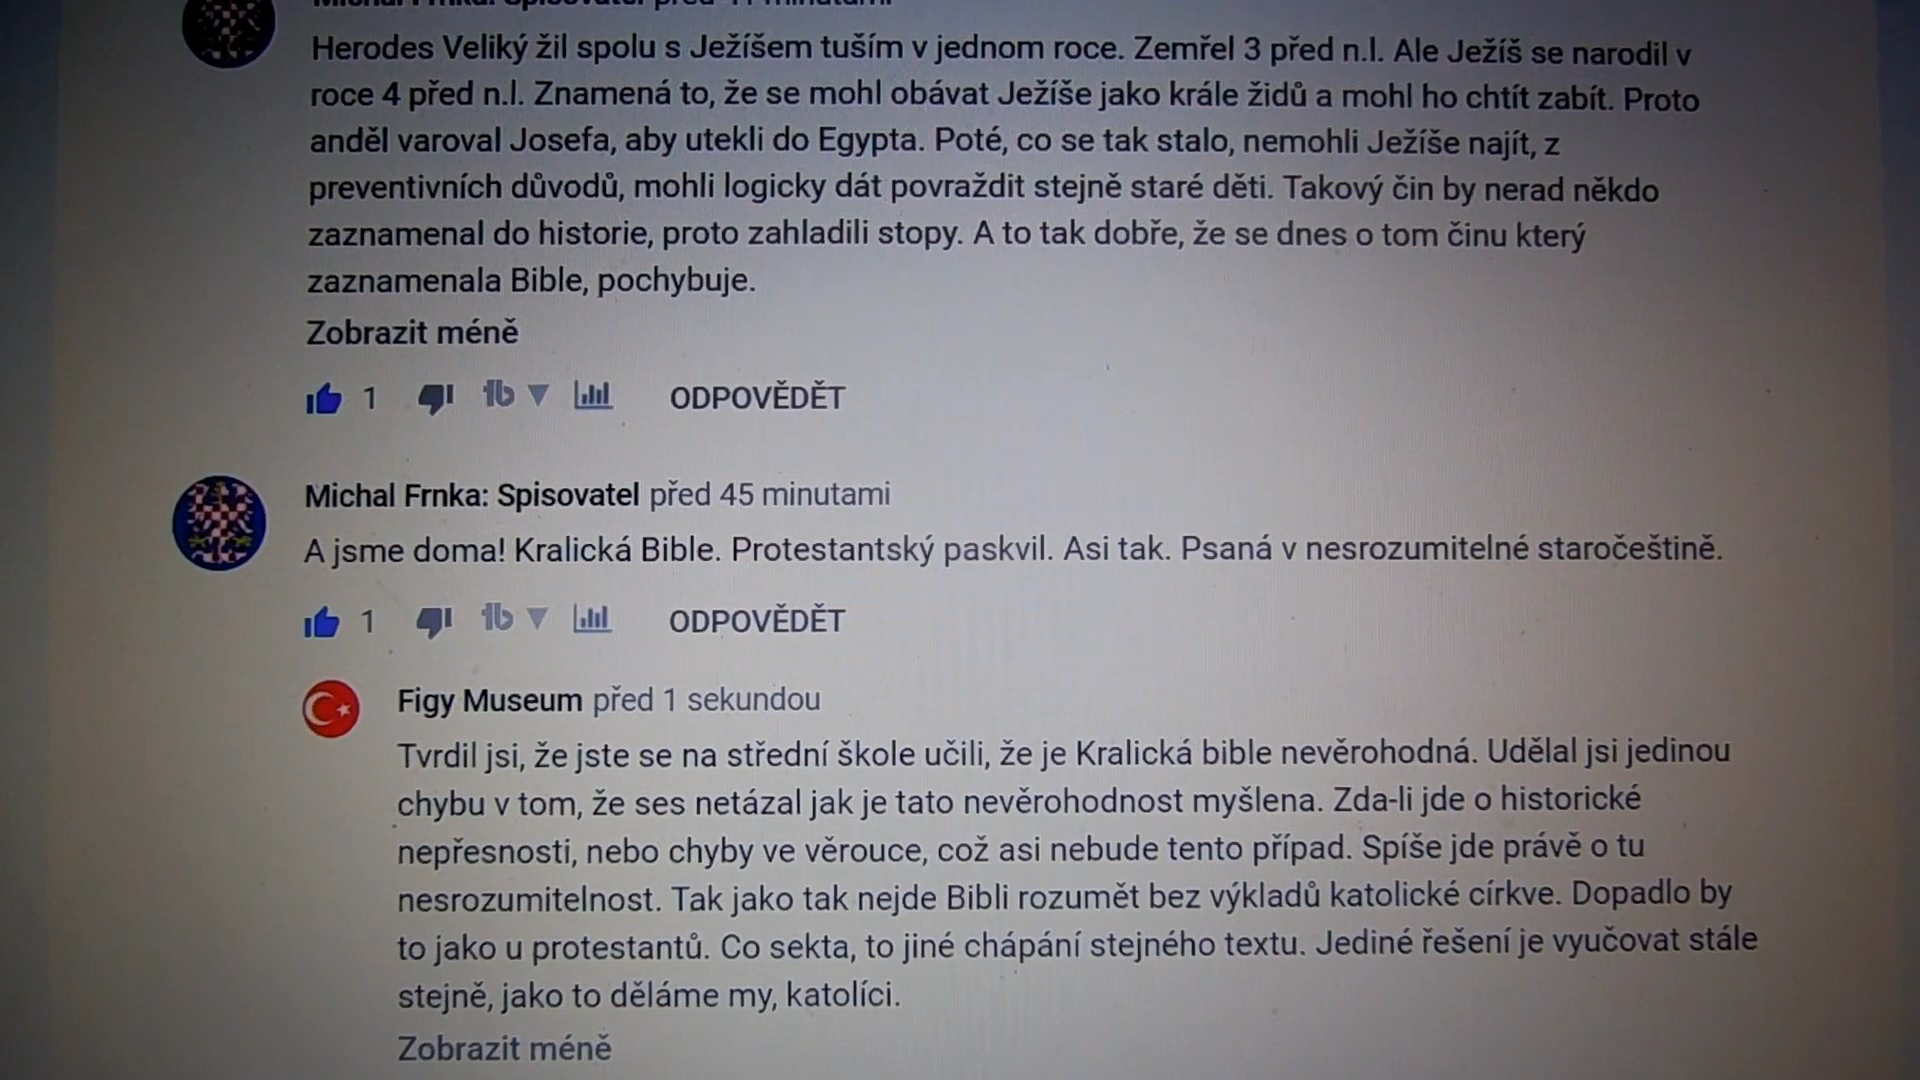 Michal Frnka: Spisovatel před 41 minutami
Herodes Veliký žil spolu s Ježíšem tuším v jednom roce. Zemřel 3 před n.l. Ale Ježíš se narodil v
roce 4 před n.l. Znamená to, že se mohl obávat Ježíše jako krále židů a mohl ho chtít zabít. Proto
anděl varoval Josefa, aby utekli do Egypta. Poté, co se tak stalo, nemohli Ježíše najít, z
preventivních důvodů, mohli logicky dát povraždit stejně staré děti. Takový čin by nerad někdo
zaznamenal do historie, proto zahladili stopy. A to tak dobře, že se dnes o tom činu který
zaznamenala Bible, pochybuje.
Zobrazit méně
1 ODPOVĚDĚT
Michal Frnka: Spisovatel před 45 minutami
A jsme doma! Kralická Bible. Protestantský paskvil. Asi tak. Psaná v nesrozumitelné staročeštině.
1 ODPOVĚDĚT
Figy Museum před 1 sekundou
Tvrdil jsi, že jste se na střední škole učili, že je Kralická bible nevěrohodná. Udělal jsi jedinou
chybu v tom, že ses netázal jak je tato nevěrohodnost myšlena. Zda-li jde o historické
nepřesnosti, nebo chyby ve věrouce, což asi nebude tento případ. Spíše jde právě o tu
nesrozumitelnost. Tak jako tak nejde Bibli rozumět bez výkladů katolické církve. Dopadlo by
to jako u protestantů. Co sekta, to jiné chápání stejného textu. Jediné řešení je vyučovat stále
stejně, jako to děláme my, katolíci.
Zobrazit méně